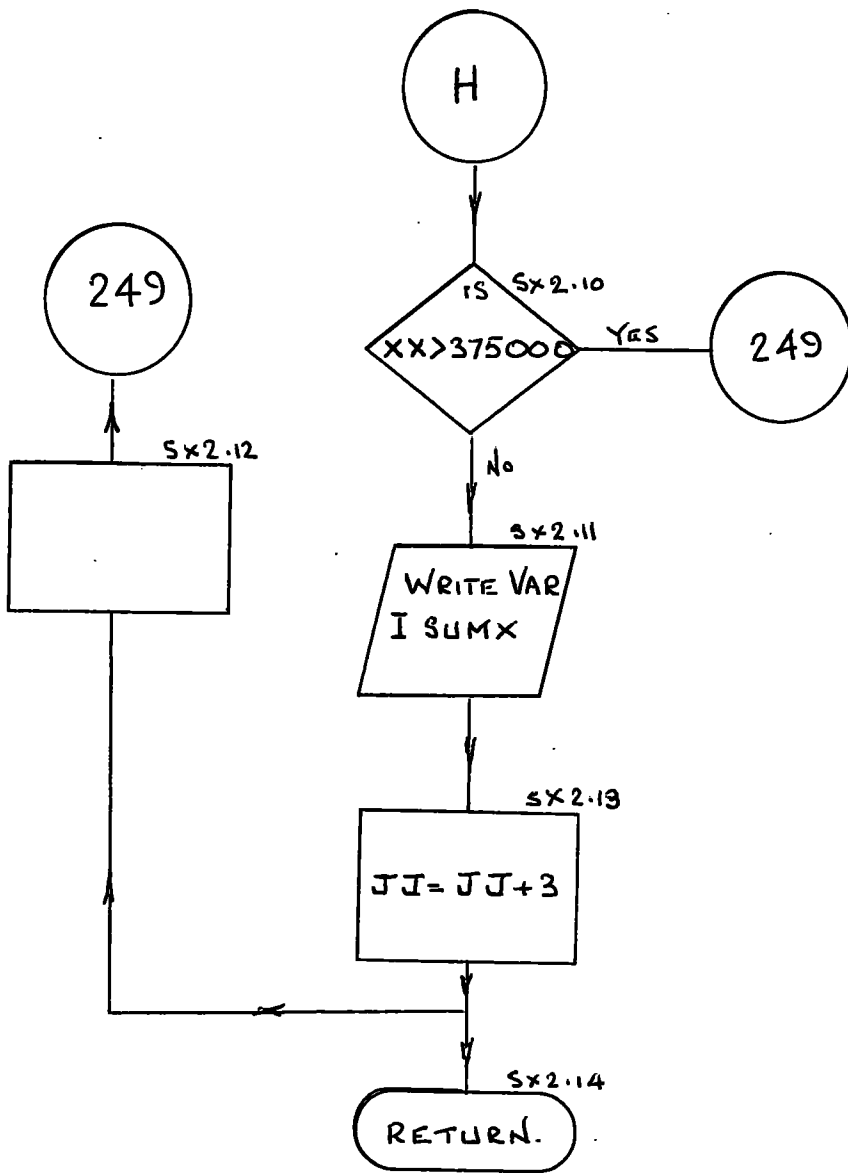 H
IS
SX2.10
XX>375000
YES
249
249
SX2.12
No
SX2.11
WRITE VAR
I SUMX
SX2.13
JJ=JJ+3
SX2.14
RETURN.